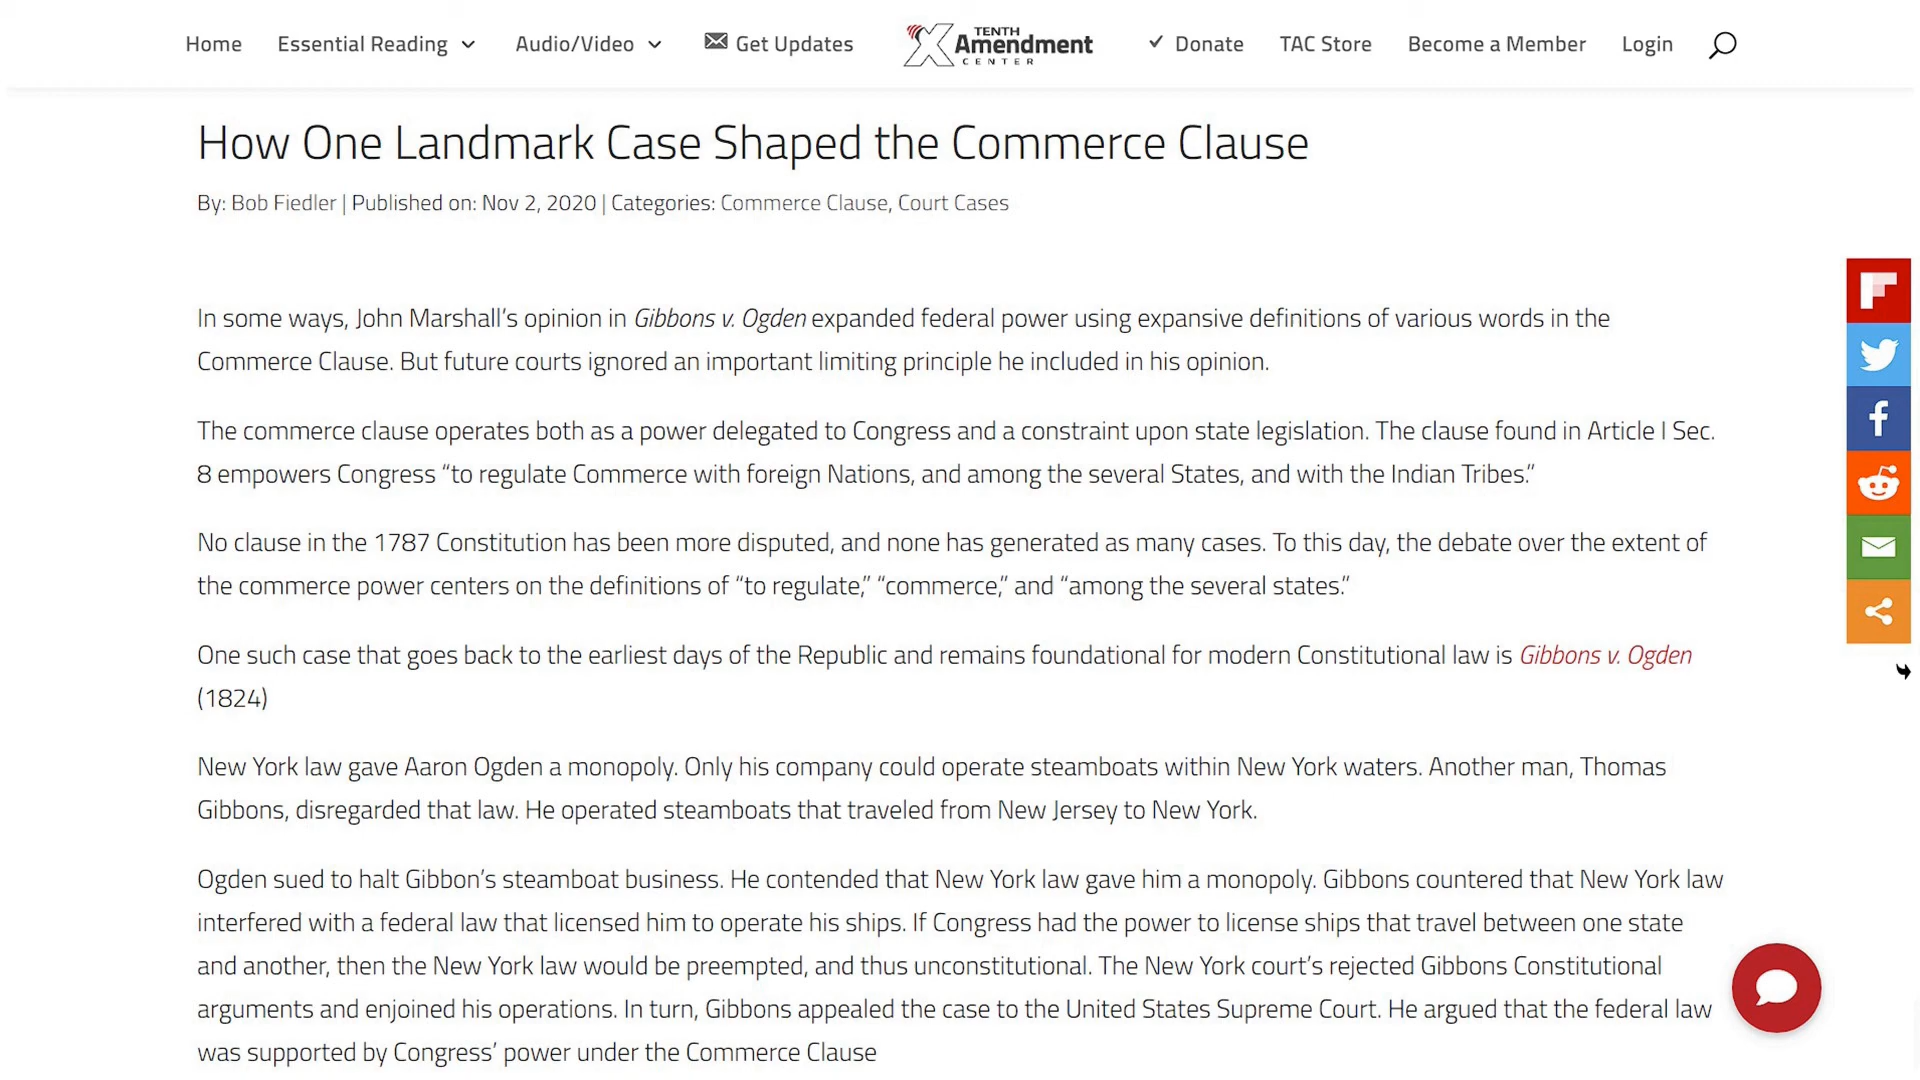 Home Essential Reading Audio/Video Get Updates TENTH Amendment CENTER Donate TAC Store Become a Member Login
How One Landmark Case Shaped the Commerce Clause
By: Bob Fiedler | Published on: Nov 2, 2020 | Categories: Commerce Clause, Court Cases
In some ways, John Marshall’s opinion in Gibbons v. Ogden expanded federal power using expansive definitions of various words in the
Commerce Clause. But future courts ignored an important limiting principle he included in his opinion.
The commerce clause operates both as a power delegated to Congress and a constraint upon state legislation. The clause found in Article I Sec.
8 empowers Congress “to regulate Commerce with foreign Nations, and among the several States, and with the Indian Tribes.”
No clause in the 1787 Constitution has been more disputed, and none has generated as many cases. To this day, the debate over the extent of
the commerce power centers on the definitions of “to regulate,” “commerce,” and “among the several states.”
One such case that goes back to the earliest days of the Republic and remains foundational for modern Constitutional law is Gibbons v. Ogden
(1824)
New York law gave Aaron Ogden a monopoly. Only his company could operate steamboats within New York waters. Another man, Thomas
Gibbons, disregarded that law. He operated steamboats that traveled from New Jersey to New York.
Ogden sued to halt Gibbon’s steamboat business. He contended that New York law gave him a monopoly. Gibbons countered that New York law
interfered with a federal law that licensed him to operate his ships. If Congress had the power to license ships that travel between one state
and another, then the New York law would be preempted, and thus unconstitutional. The New York court’s rejected Gibbons Constitutional
arguments and enjoined his operations. In turn, Gibbons appealed the case to the United States Supreme Court. He argued that the federal law
was supported by Congress’ power under the Commerce Clause